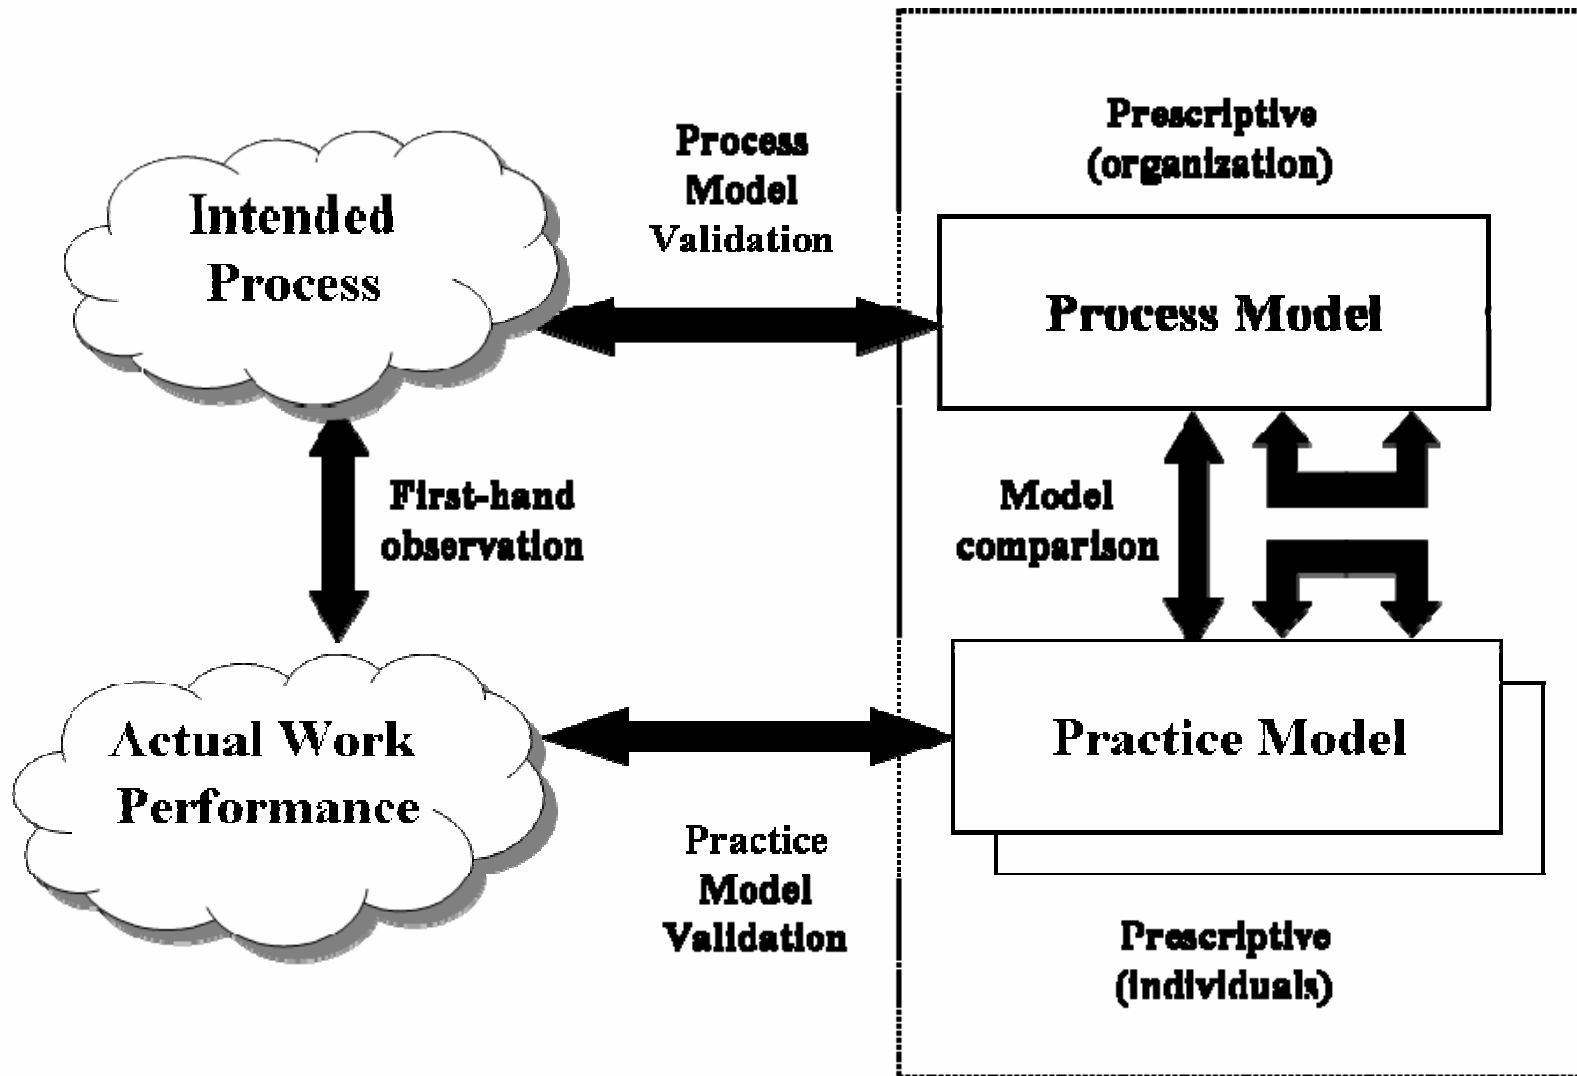 Prescriptive
(organization)
Process
Model
Validation
Intended
Process
Process Model
First-hand
observation
Model
comparison
Actual Work
Performance
Practice Model
Practice
Model
Validation
Prescriptive
(individuals)